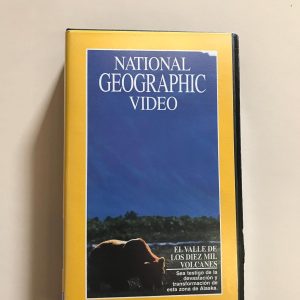 NATIONAL
GEOGRAPHIC
VIDEO
EL VALLE DE
LOS DIEZ MIL
VOLCANES
Sea testigo de la
devastación y
transformación de
esta zona de Alaska.